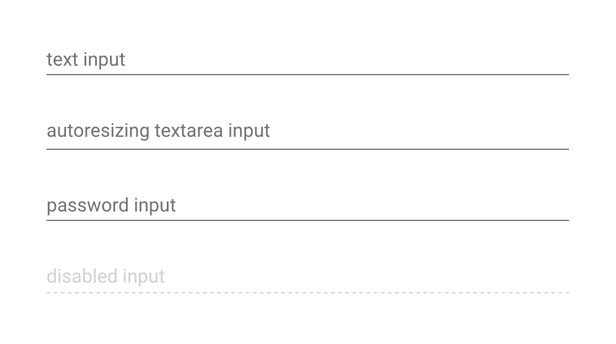 text input
autoresizing textarea input
password input
disabled input